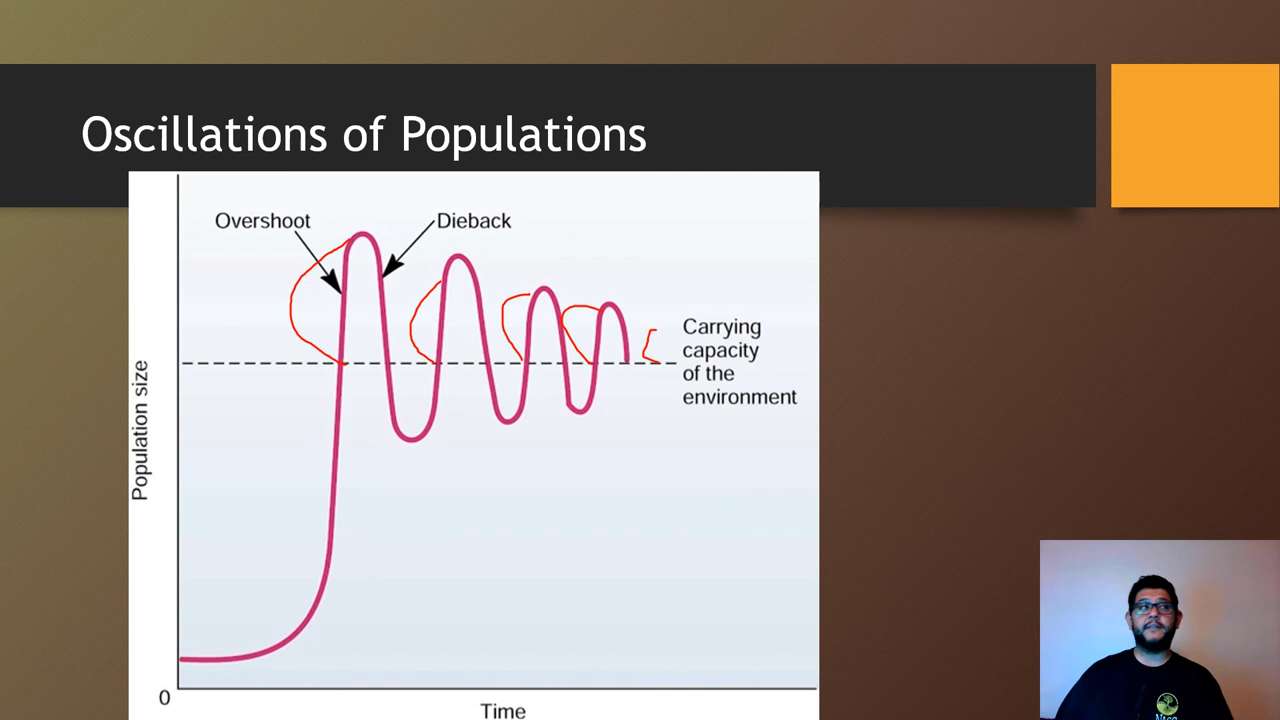 Oscillations of Populations
Overshoot
Dieback
Carrying
capacity
of the
environment
Population size
0
Time